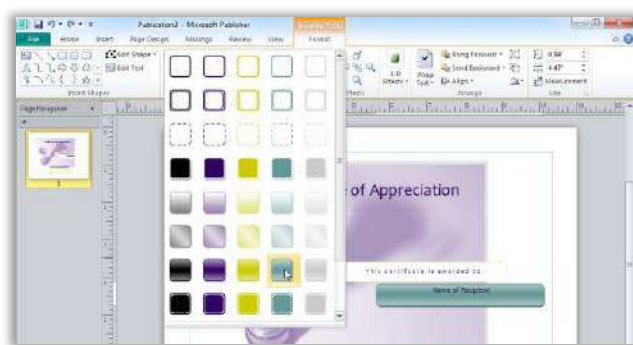 Publication3 - Microsoft Publisher
File Home Insert Page Design Mailings Review View Format
Edit Shape
Edit Text
Insert Shapes
3-D
Effects
Wrap
Text
Bring Forward
Send Backward
Align
Arrange
Measurement
Size
Page Navigation
1
e of Appreciation
This certificate is awarded to
Name of Recipient